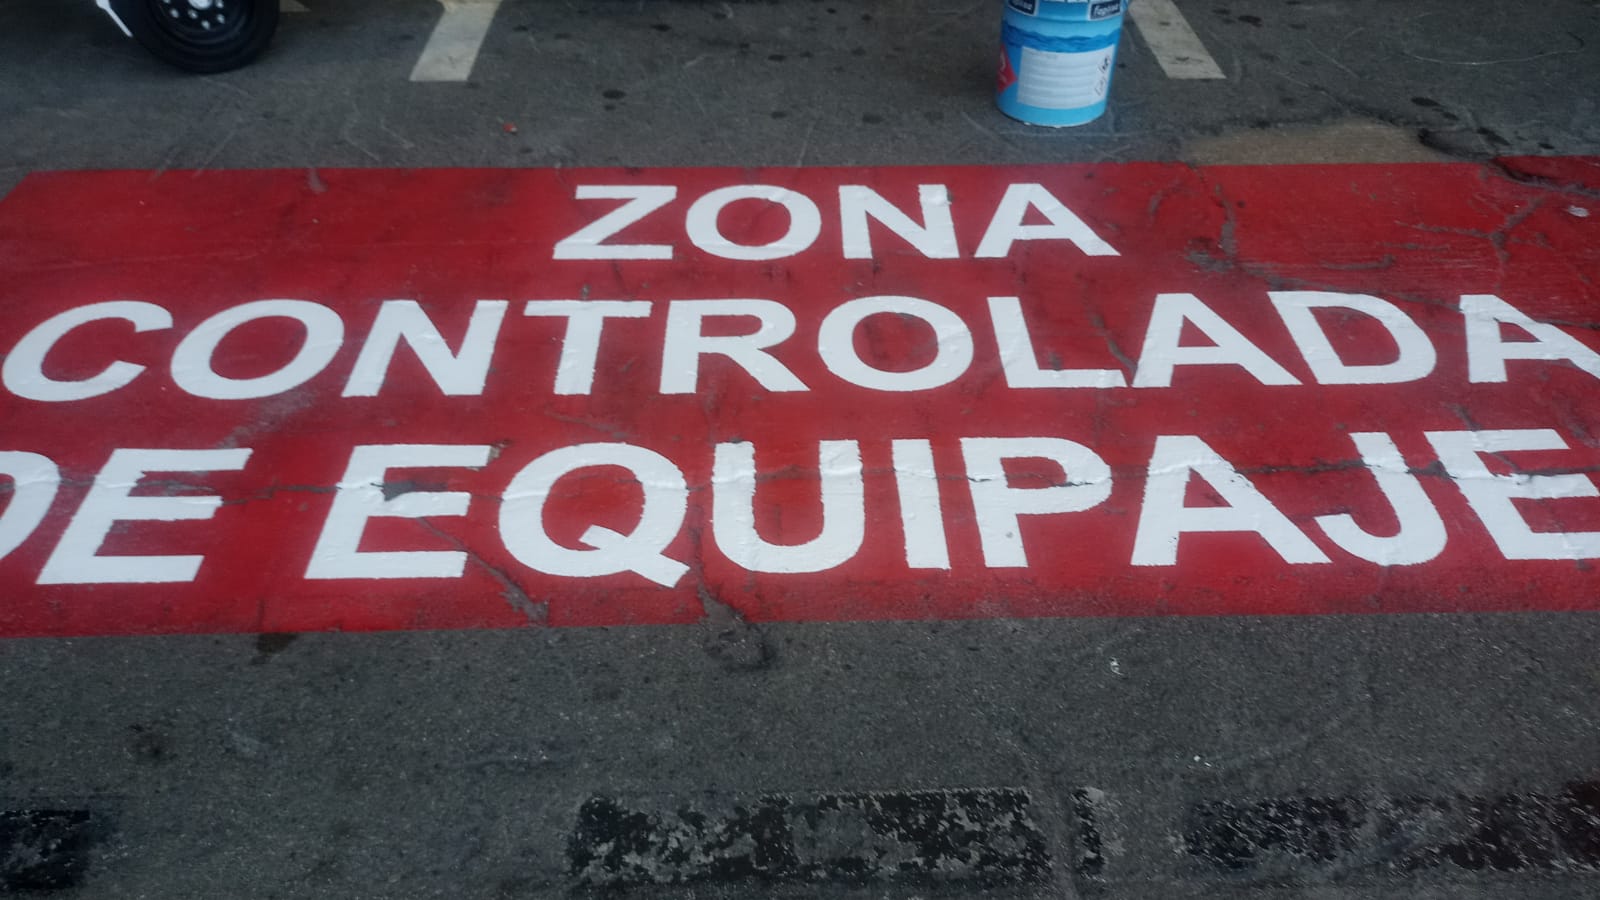 ZONA
CONTROLADA
DE EQUIPAJE